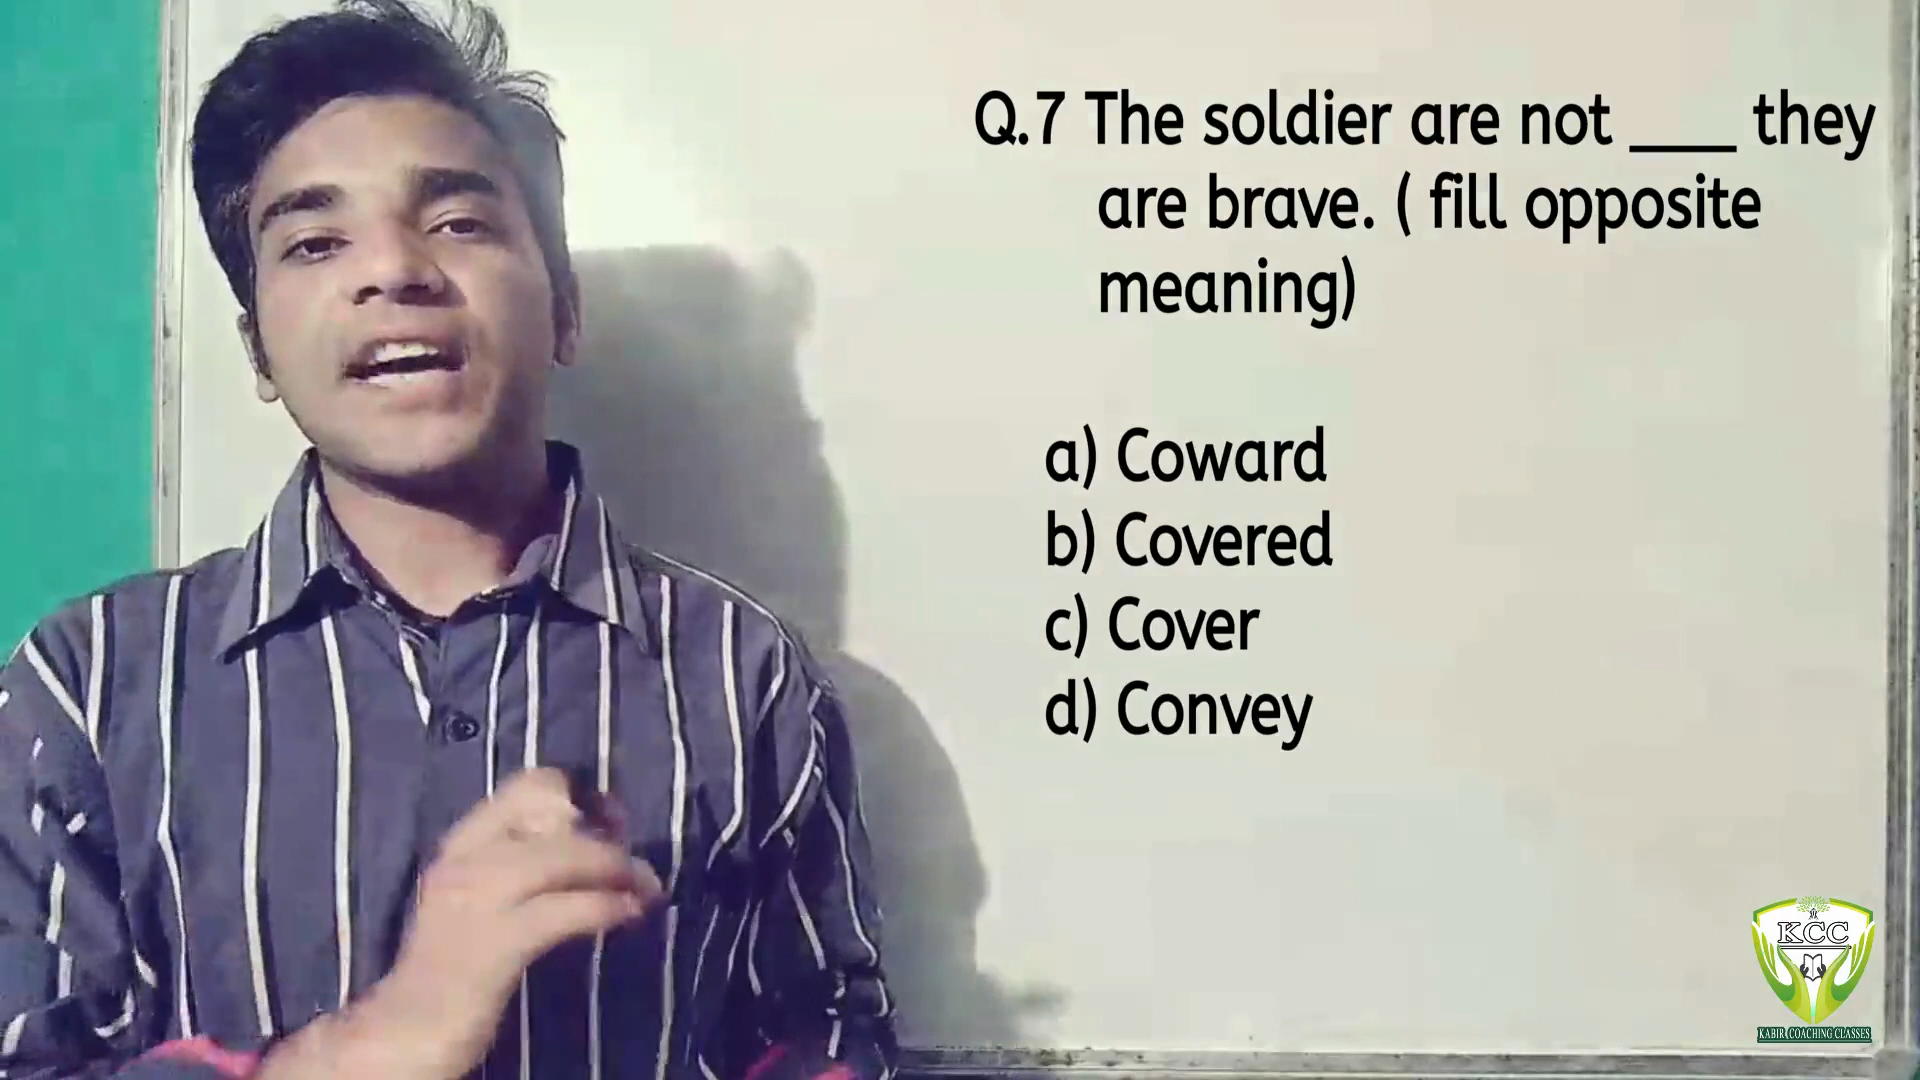 Q.7 The soldier are not ___ they
are brave. ( fill opposite
meaning)
a) Coward
b) Covered
c) Cover
d) Convey
KCC
KABIR COACHING CLASSES